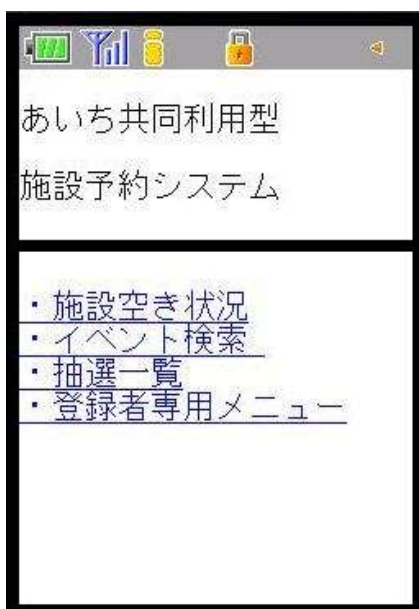 あいち共同利用型
施設予約システム
・施設空き状況
・イベント検索
・抽選一覧
・登録者専用メニュー